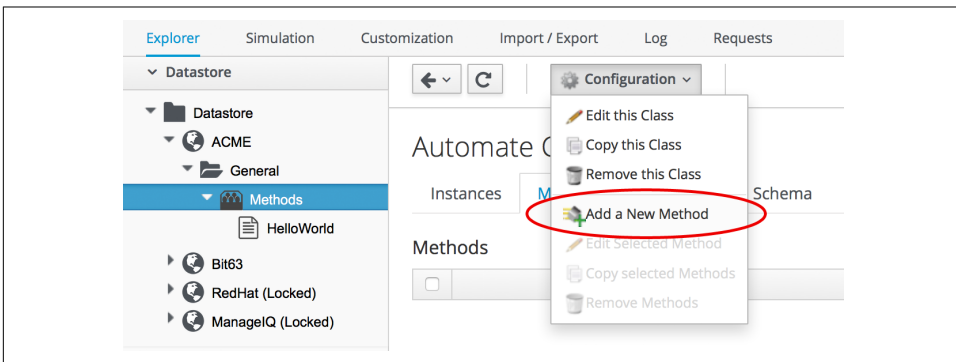 Explorer Simulation Customization Import / Export Log Requests
Datastore
Configuration
Datastore
ACME
General
Methods
HelloWorld
Bit63
RedHat (Locked)
ManageIQ (Locked)
Edit this Class
Copy this Class
Remove this Class
Add a New Method
Edit Selected Method
Copy selected Methods
Remove Methods
Automate
Instances Schema
Methods